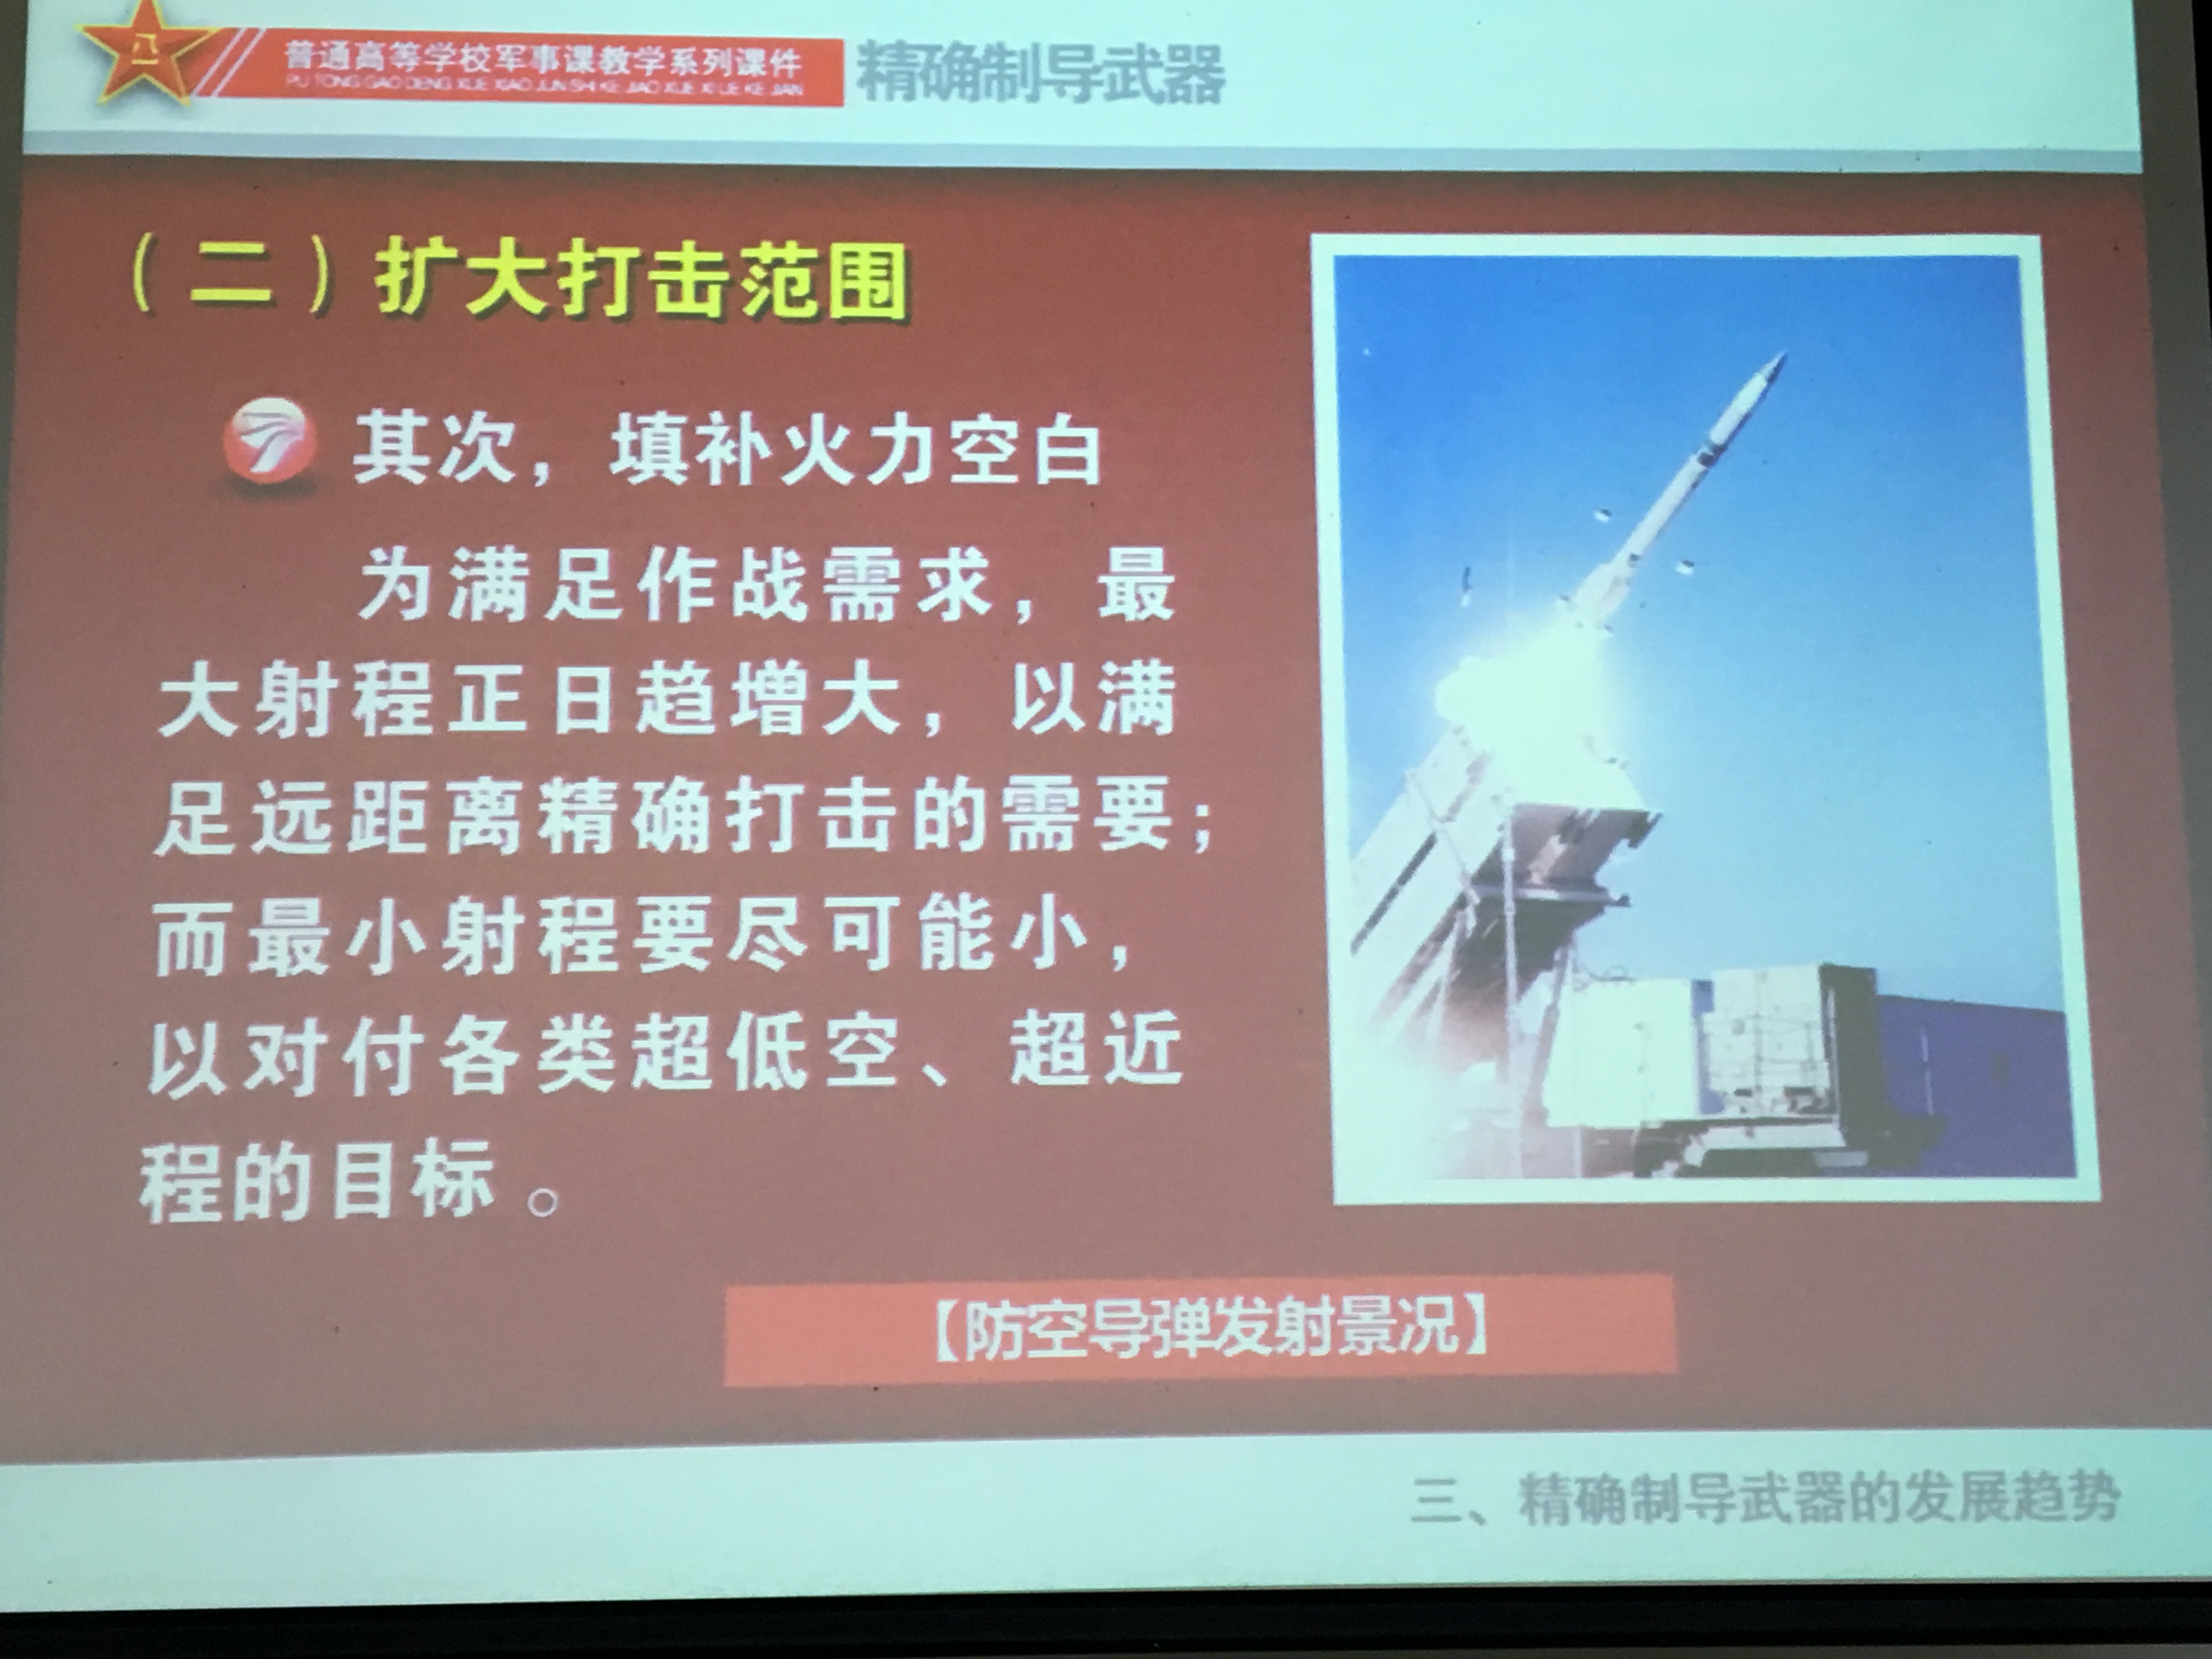 八一
普通高等学校军事课教学系列课件
PU TONG GAO DENG XUE XIAO JUN SHI KE JIAO XUE XI LIE KE JIAN
精确制导武器
（二）扩大打击范围
其次，填补火力空白
为满足作战需求，最
大射程正日趋增大，以满
足远距离精确打击的需要；
而最小射程要尽可能小，
以对付各类超低空、超近
程的目标。
【防空导弹发射景况】
三、精确制导武器的发展趋势